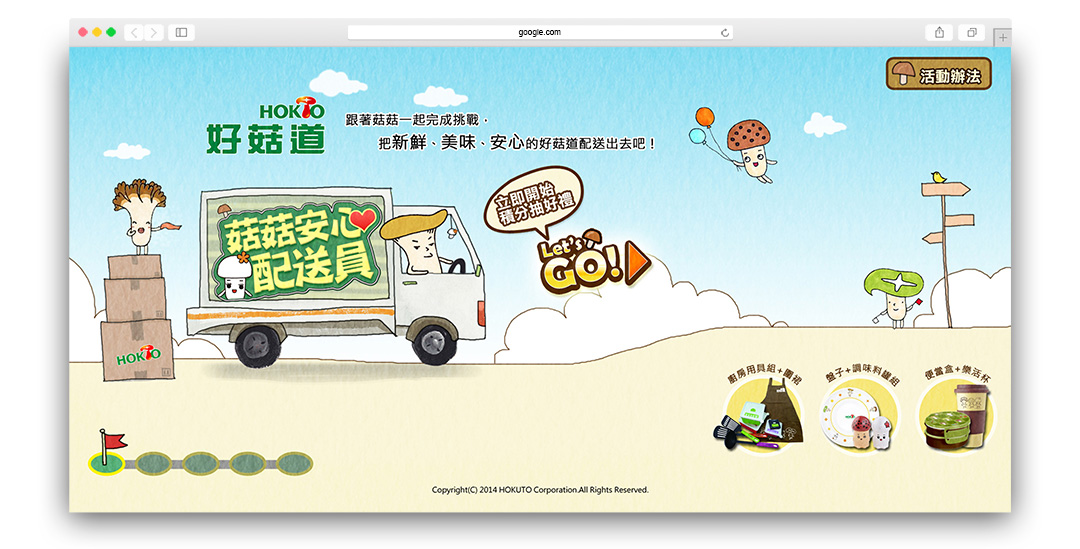 google.com
活動辦法
HOKTO
好菇道
跟著菇菇一起完成挑戰，
把新鮮、美味、安心的好菇道配送出去吧！
立即開始
積分抽好禮
Let's
GO!
菇菇安心
配送員
HOKTO
廚房用具組+圍裙
盤子+調味料罐組
便當盒+樂活杯
Copyright(C) 2014 HOKUTO Corporation.All Rights Reserved.